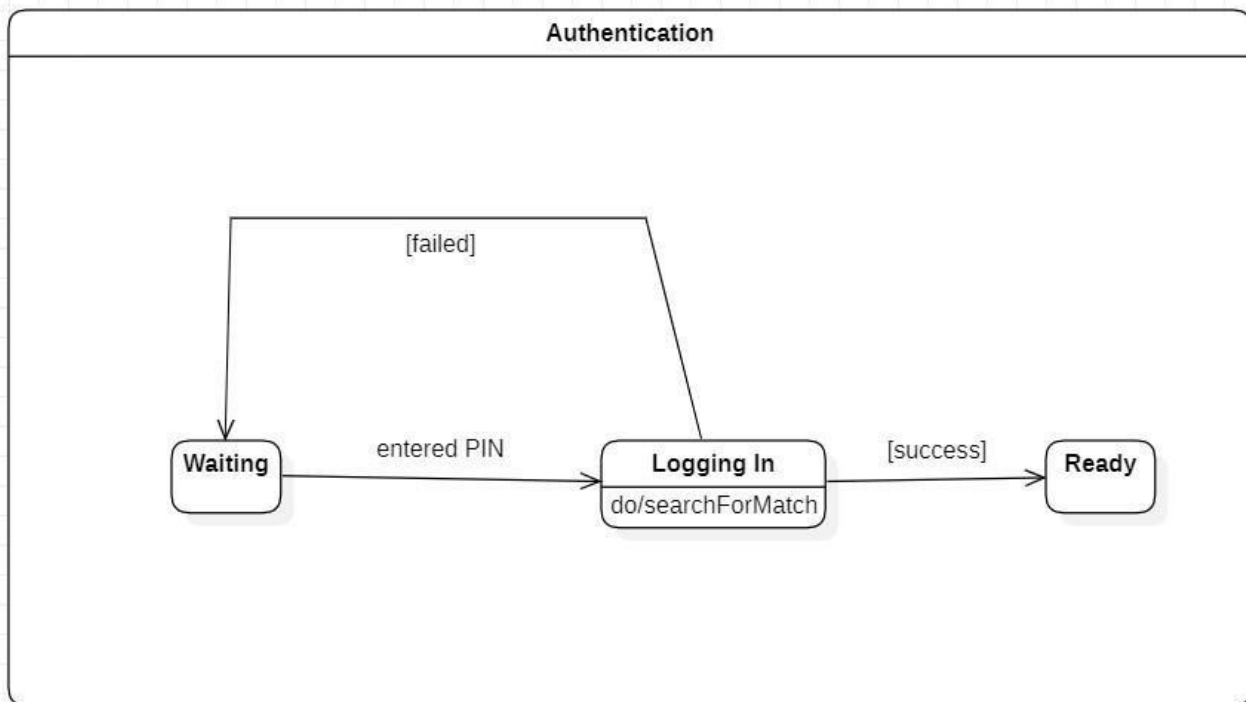 Authentication
[failed]
Waiting
entered PIN
Logging In
do/searchForMatch
[success]
Ready